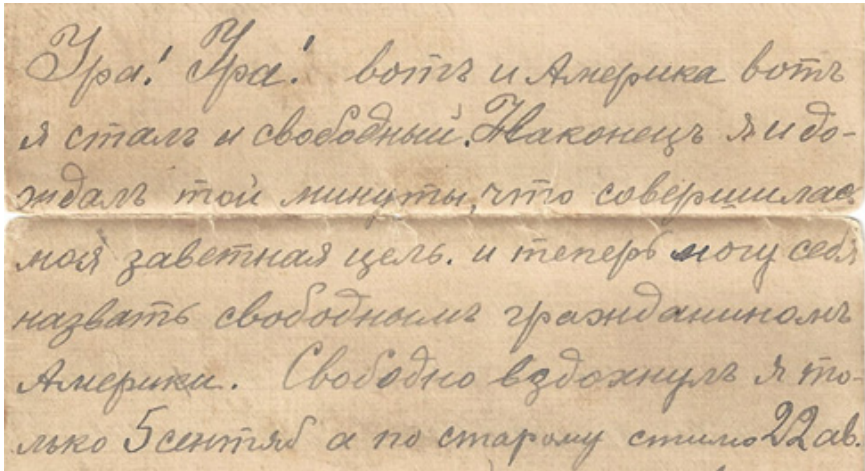 Ура! Ура! вотъ и Америка вотъ
я сталъ и свободный. Наконецъ я и до-
ждалъ той минуты, что совершилась
моя заветная цель. и теперь могу себя
назвать свободнымъ гражданиномъ
Америки. Свободно вздохнулъ я то-
лько 5 сентяб а по старому стилю 22 ав.